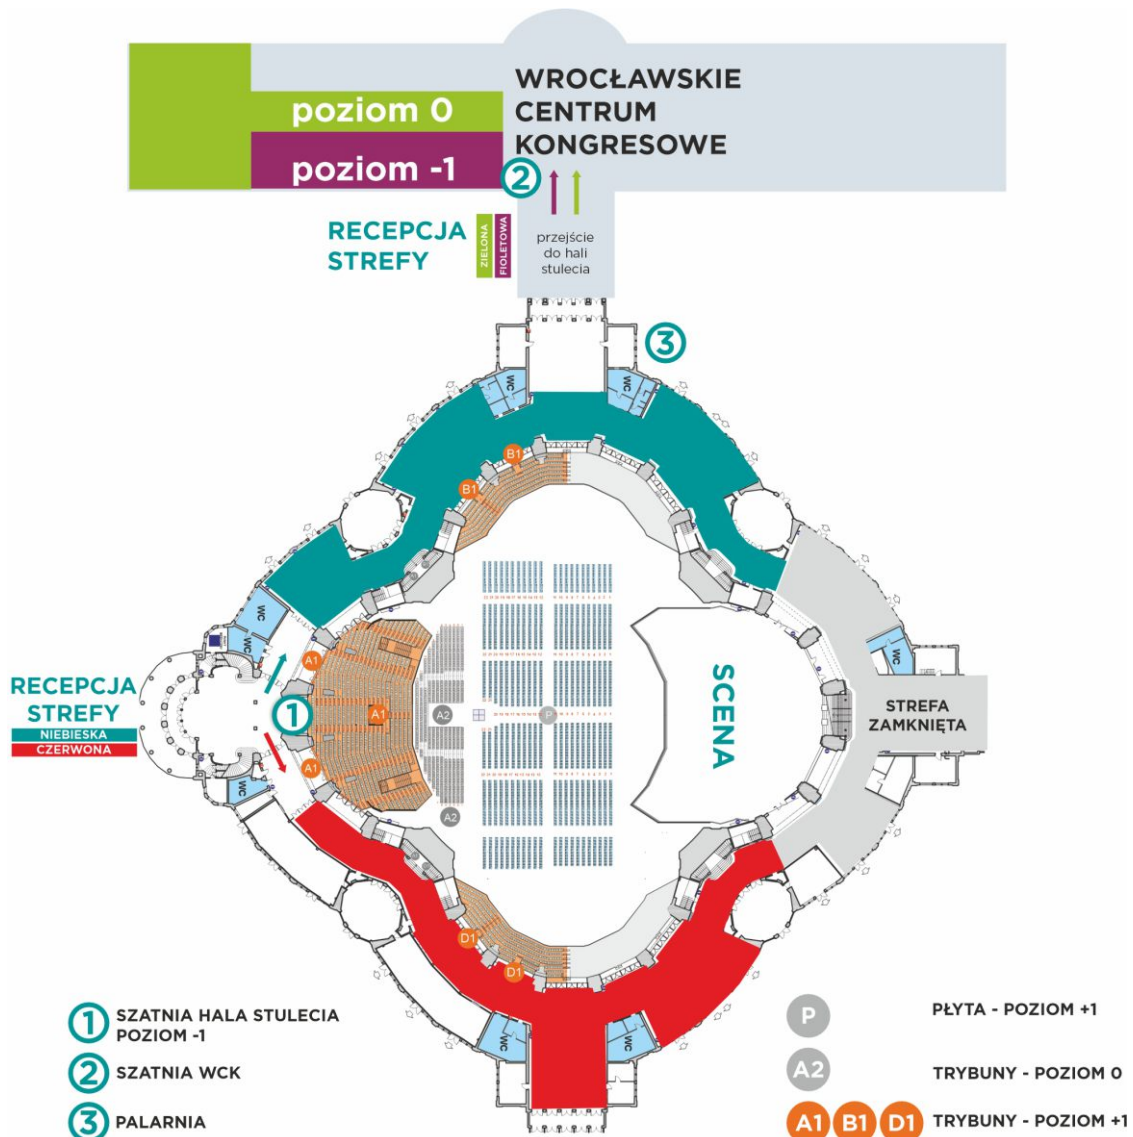 WROCŁAWSKIE
CENTRUM
KONGRESOWE
poziom 0
poziom -1
2
RECEPCJA
STREFY
ZIELONA
FIOLETOWA
przejście
do hali
stulecia
3
WC
WC
B1
B1
WC
WC
A1
RECEPCJA
STREFY
NIEBIESKA
CZERWONA
1
A1
A2
P
SCENA
WC
STREFA
ZAMKNIĘTA
A1
WC
A2
D1
D1
WC
WC
1 SZATNIA HALA STULECIA
POZIOM -1
2 SZATNIA WCK
3 PALARNIA
P PŁYTA - POZIOM +1
A2 TRYBUNY - POZIOM 0
A1 B1 D1 TRYBUNY - POZIOM +1